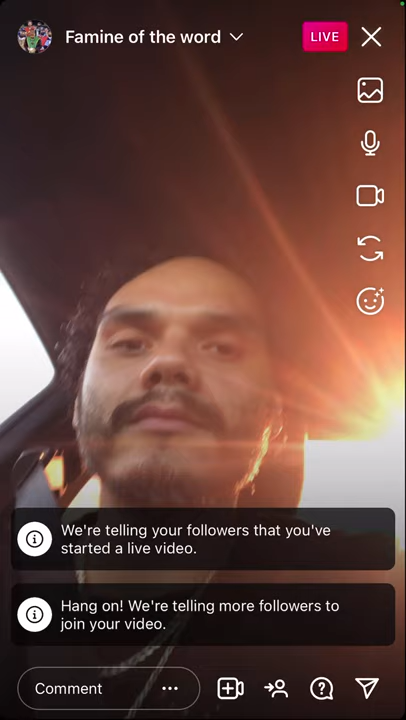 Famine of the word
LIVE
We're telling your followers that you've
started a live video.
Hang on! We're telling more followers to
join your video.
Comment